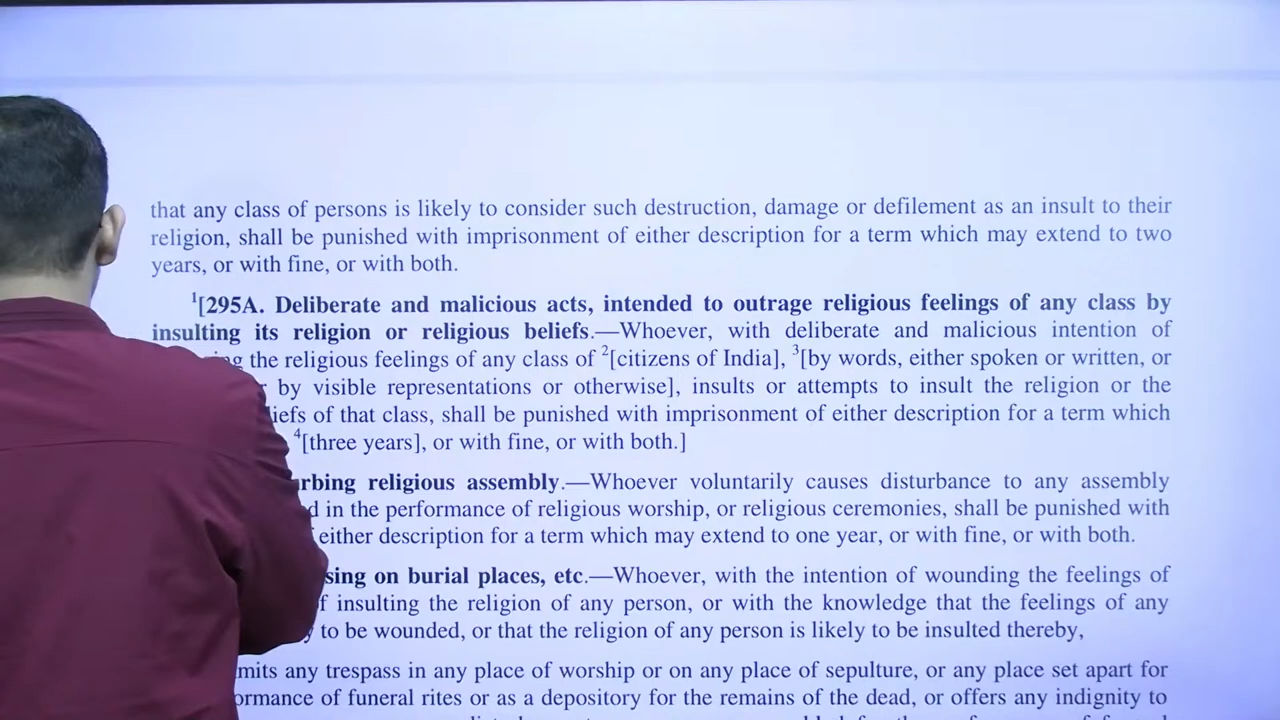 that any class of persons is likely to consider such destruction, damage or defilement as an insult to their
religion, shall be punished with imprisonment of either description for a term which may extend to two
years, or with fine, or with both.
¹[295A. Deliberate and malicious acts, intended to outrage religious feelings of any class by
insulting its religion or religious beliefs.—Whoever, with deliberate and malicious intention of
the religious feelings of any class of ²[citizens of India], ³[by words, either spoken or written, or
by visible representations or otherwise], insults or attempts to insult the religion or the
of that class, shall be punished with imprisonment of either description for a term which
⁴[three years], or with fine, or with both.]
religious assembly.—Whoever voluntarily causes disturbance to any assembly
in the performance of religious worship, or religious ceremonies, shall be punished with
either description for a term which may extend to one year, or with fine, or with both.
on burial places, etc.—Whoever, with the intention of wounding the feelings of
insulting the religion of any person, or with the knowledge that the feelings of any
to be wounded, or that the religion of any person is likely to be insulted thereby,
any trespass in any place of worship or on any place of sepulture, or any place set apart for
of funeral rites or as a depository for the remains of the dead, or offers any indignity to